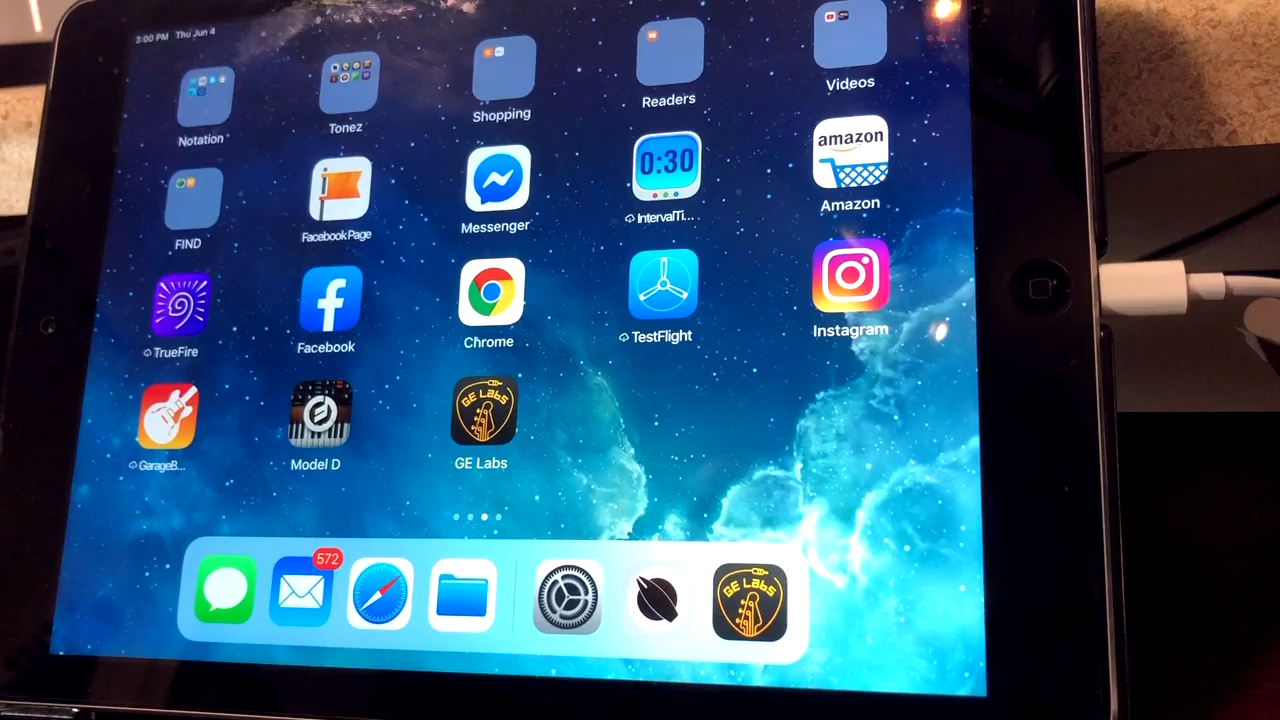 3:00 PM Thu Jun 4
Notation
Tonez
Shopping
Readers
Videos
FIND
Facebook Page
Messenger
0:30
IntervalTi...
amazon
Amazon
TrueFire
Facebook
Chrome
TestFlight
Instagram
GarageB...
Model D
GE Labs
GE Labs
572
GE Labs